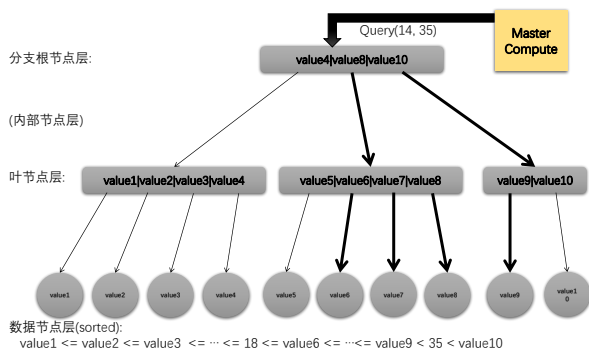 Query(14, 35)
Master
Compute
分支根节点层:
value4|value8|value10
(内部节点层)
叶节点层:
value1|value2|value3|value4
value5|value6|value7|value8
value9|value10
value1
value2
value3
value4
value5
value6
value7
value8
value9
value1
0
数据节点层(sorted):
value1 <= value2 <= value3 <= ··· <= 18 <= value6 <= ···<= value9 < 35 < value10